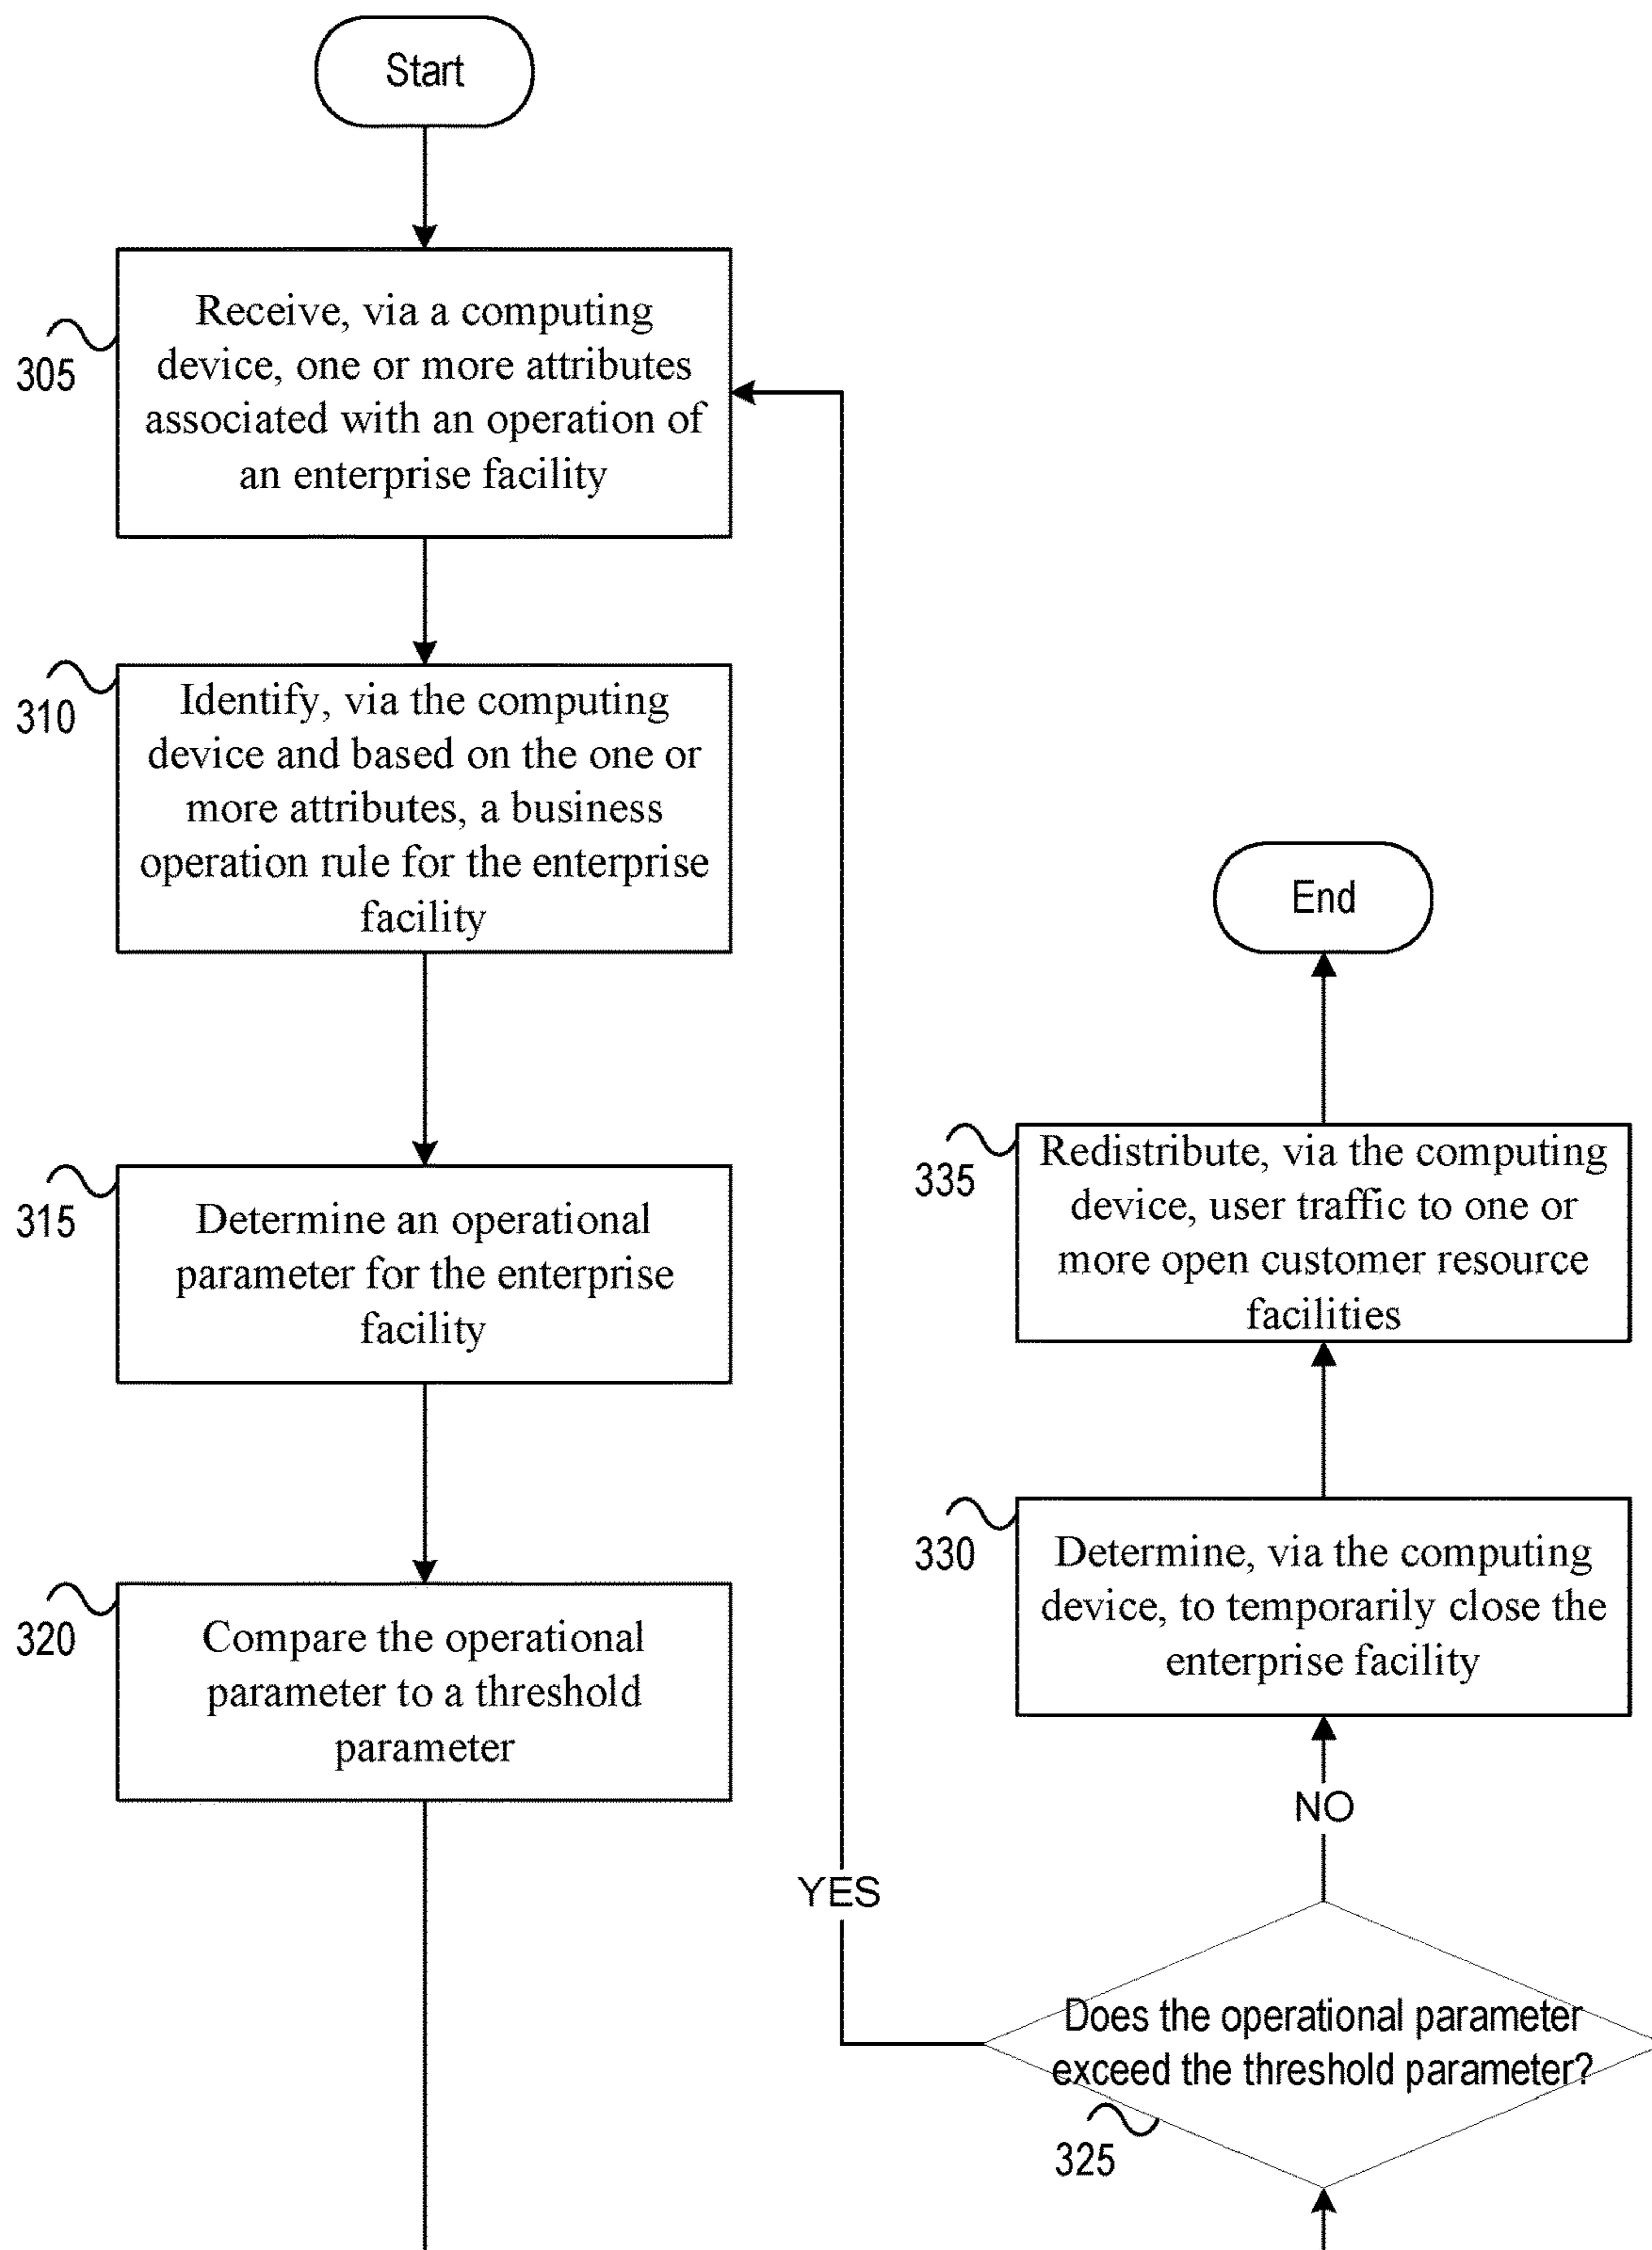 Start
305
Receive, via a computing
device, one or more attributes
associated with an operation of
an enterprise facility
310
Identify, via the computing
device and based on the one or
more attributes, a business
operation rule for the enterprise
facility
315
Determine an operational
parameter for the enterprise
facility
320
Compare the operational
parameter to a threshold
parameter
YES
Does the operational parameter
exceed the threshold parameter?
325
NO
330
Determine, via the computing
device, to temporarily close the
enterprise facility
335
Redistribute, via the computing
device, user traffic to one or
more open customer resource
facilities
End